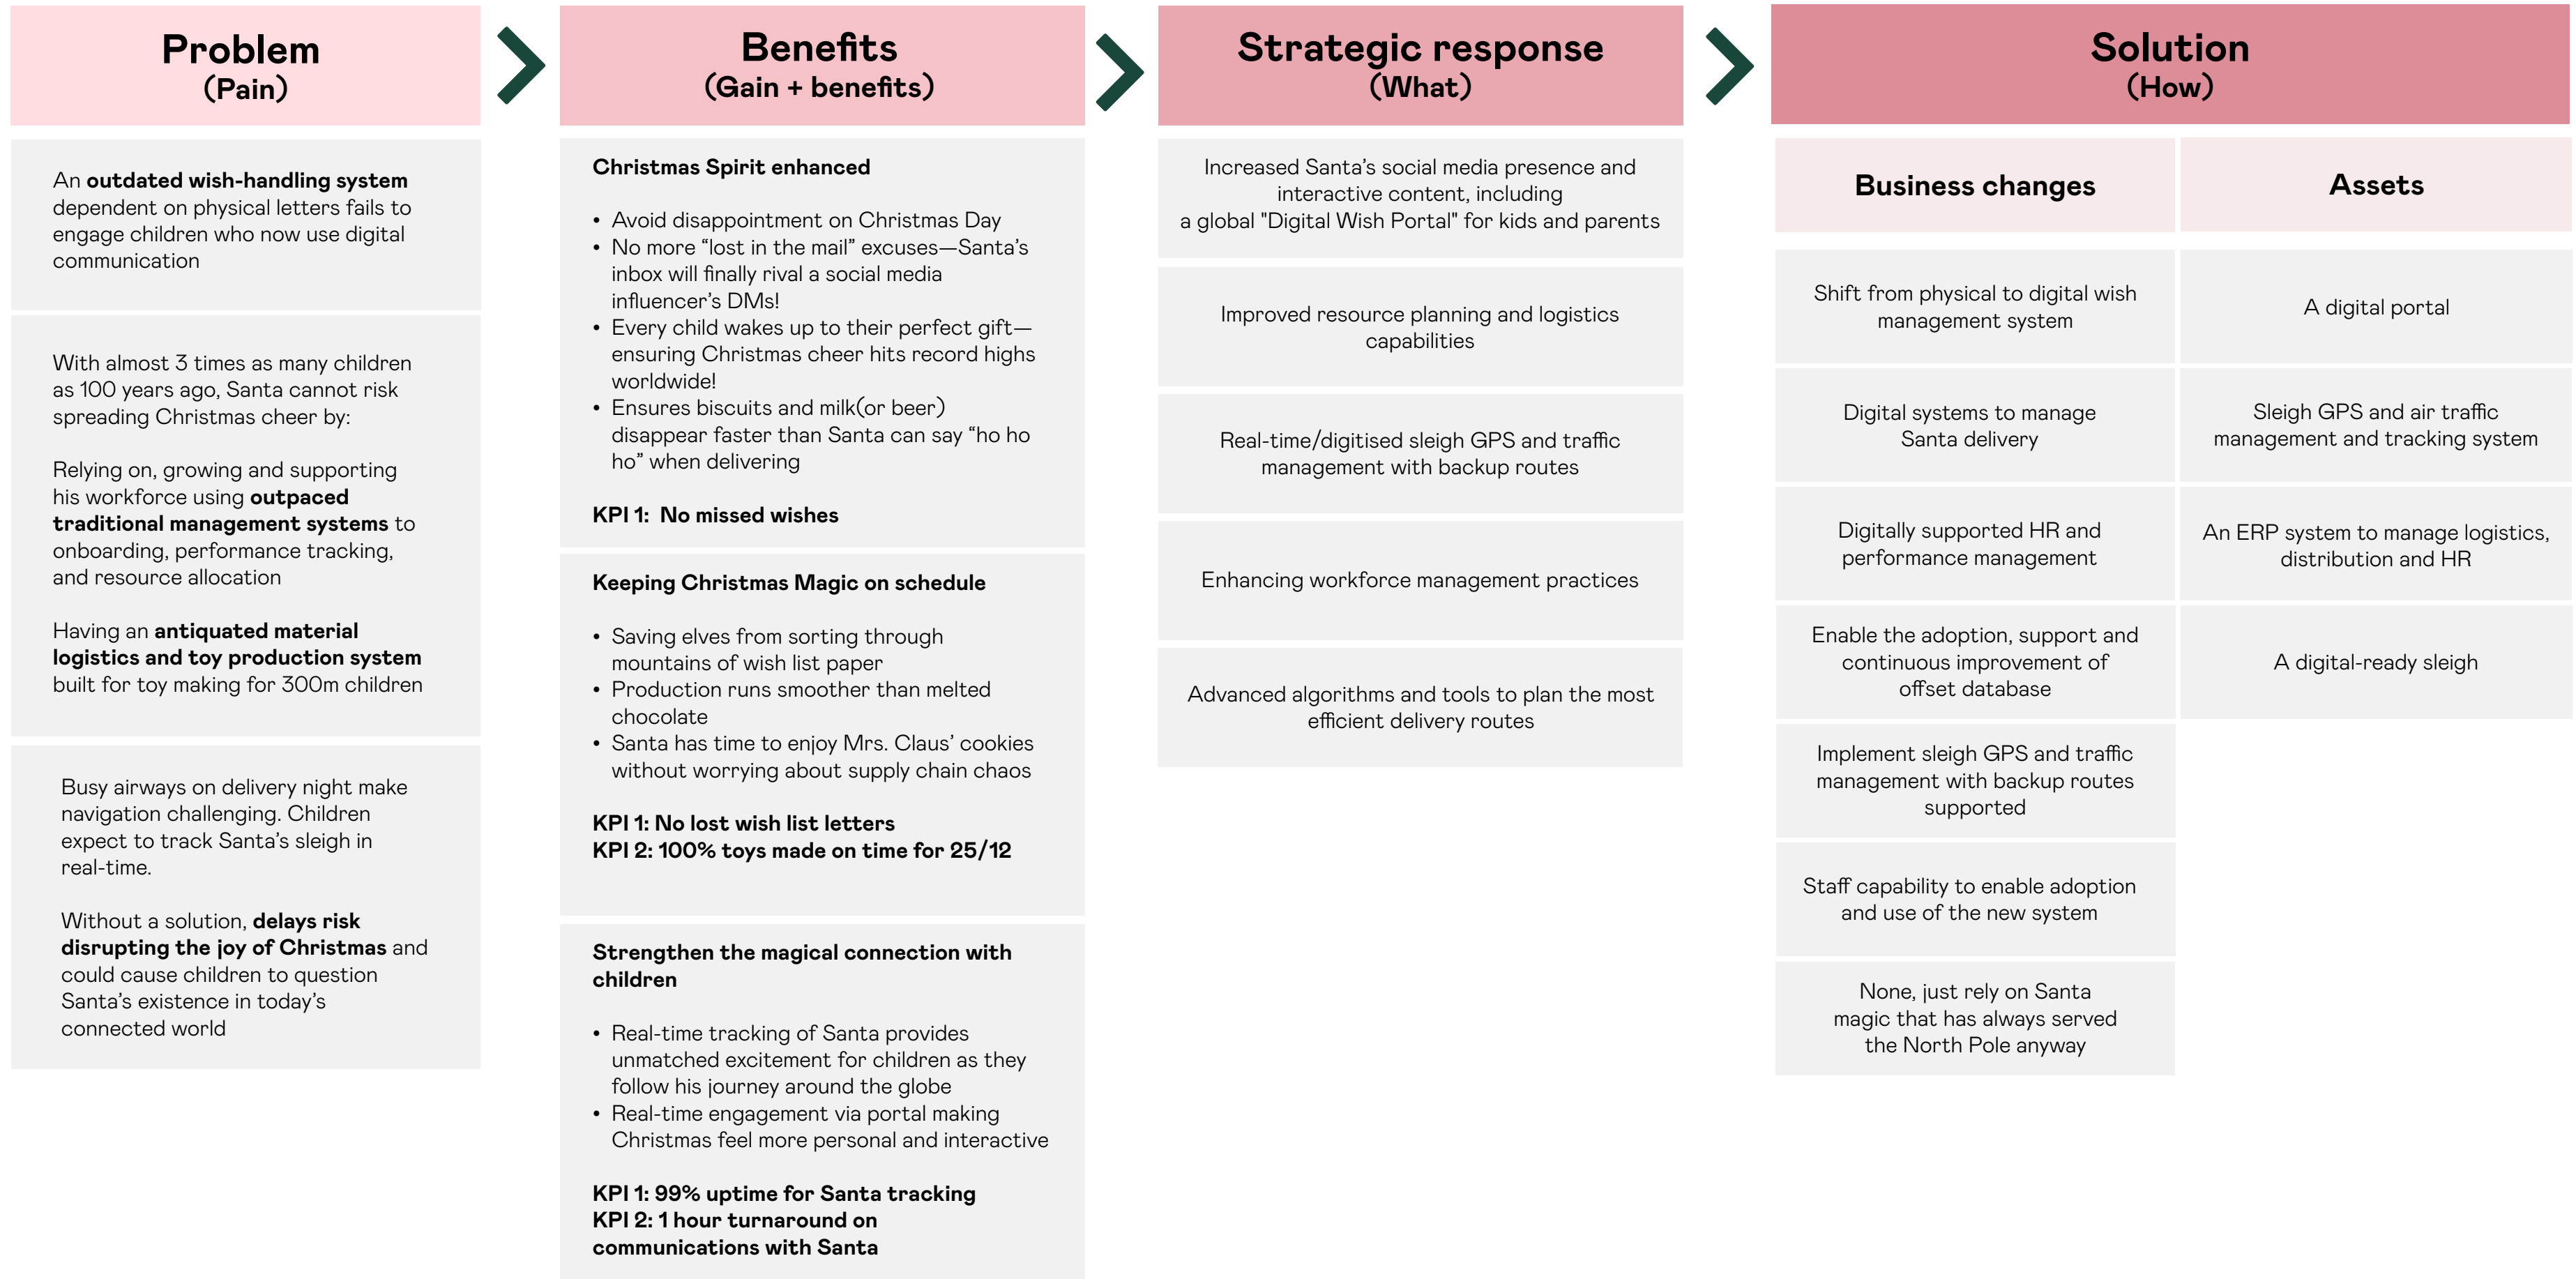 Problem
(Pain)
An outdated wish-handling system
dependent on physical letters fails to
engage children who now use digital
communication
With almost 3 times as many children
as 100 years ago, Santa cannot risk
spreading Christmas cheer by:
Relying on, growing and supporting
his workforce using outpaced
traditional management systems to
onboarding, performance tracking,
and resource allocation
Having an antiquated material
logistics and toy production system
built for toy making for 300m children
Busy airways on delivery night make
navigation challenging. Children
expect to track Santa’s sleigh in
real-time.
Without a solution, delays risk
disrupting the joy of Christmas and
could cause children to question
Santa’s existence in today’s
connected world
Benefits
(Gain + benefits)
Christmas Spirit enhanced
• Avoid disappointment on Christmas Day
• No more “lost in the mail” excuses—Santa’s
inbox will finally rival a social media
influencer’s DMs!
• Every child wakes up to their perfect gift—
ensuring Christmas cheer hits record highs
worldwide!
• Ensures biscuits and milk(or beer)
disappear faster than Santa can say “ho ho
ho” when delivering
KPI 1:  No missed wishes
Keeping Christmas Magic on schedule
• Saving elves from sorting through
mountains of wish list paper
• Production runs smoother than melted
chocolate
• Santa has time to enjoy Mrs. Claus’ cookies
without worrying about supply chain chaos
KPI 1: No lost wish list letters
KPI 2: 100% toys made on time for 25/12
Strengthen the magical connection with
children
• Real-time tracking of Santa provides
unmatched excitement for children as they
follow his journey around the globe
• Real-time engagement via portal making
Christmas feel more personal and interactive
KPI 1: 99% uptime for Santa tracking
KPI 2: 1 hour turnaround on
communications with Santa
Strategic response
(What)
Increased Santa’s social media presence and
interactive content, including
a global "Digital Wish Portal" for kids and parents
Improved resource planning and logistics
capabilities
Real-time/digitised sleigh GPS and traffic
management with backup routes
Enhancing workforce management practices
Advanced algorithms and tools to plan the most
efficient delivery routes
Solution
(How)
Business changes
Shift from physical to digital wish
management system
Digital systems to manage
Santa delivery
Digitally supported HR and
performance management
Enable the adoption, support and
continuous improvement of
offset database
Implement sleigh GPS and traffic
management with backup routes
supported
Staff capability to enable adoption
and use of the new system
None, just rely on Santa
magic that has always served
the North Pole anyway
Assets
A digital portal
Sleigh GPS and air traffic
management and tracking system
An ERP system to manage logistics,
distribution and HR
A digital-ready sleigh